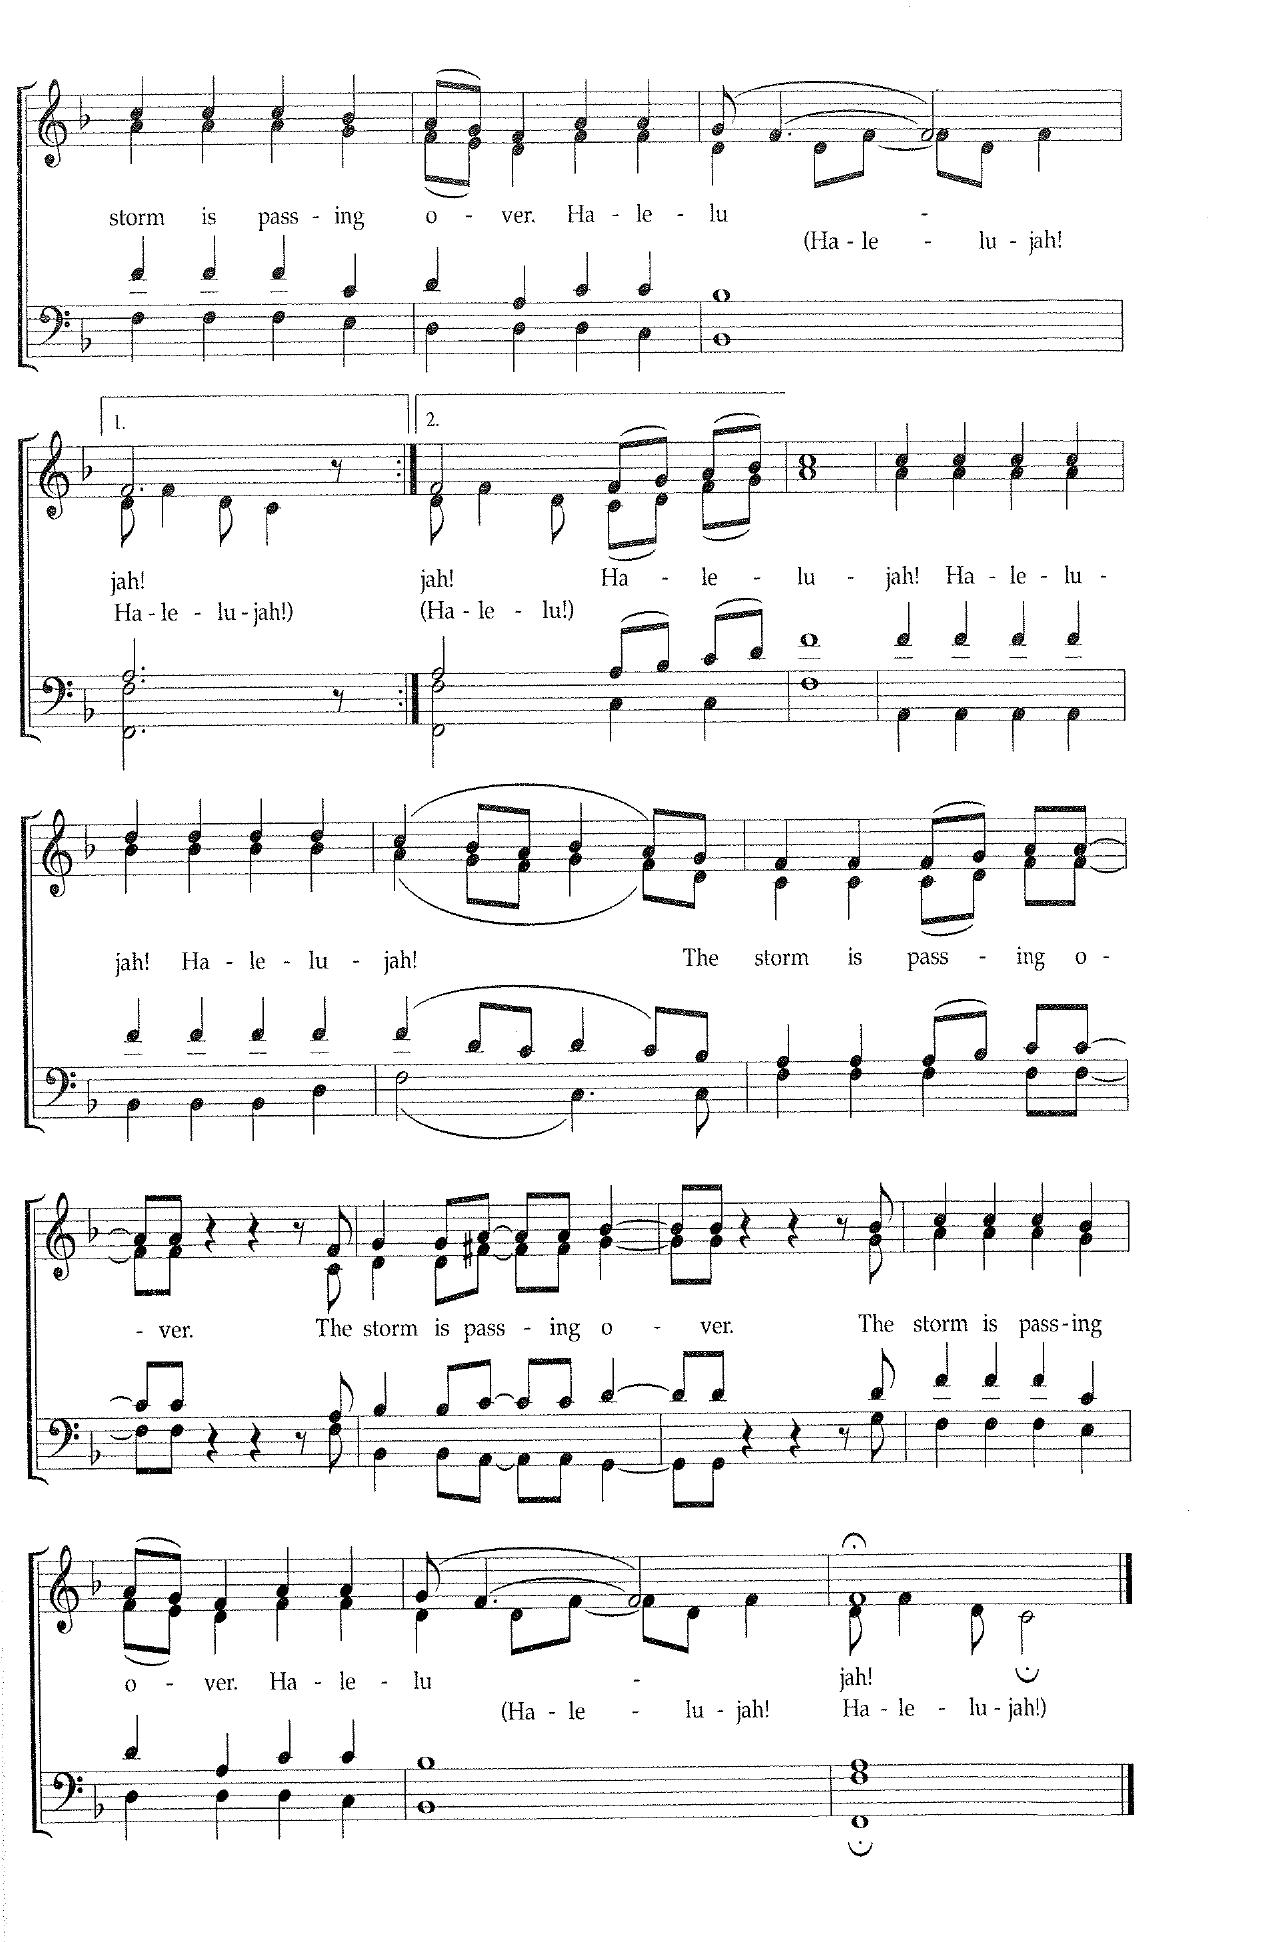 storm is pass - ing o - ver. Ha - le - lu -
(Ha - le - lu - jah!
1. 2.
jah! jah! Ha - le - lu - jah! Ha - le - lu -
Ha - le - lu - jah!) (Ha - le - lu!)
jah! Ha - le - lu - jah! The storm is pass - ing o -
- ver. The storm is pass - ing o - ver. The storm is pass - ing
o - ver. Ha - le - lu - jah!
(Ha - le - lu - jah! Ha - le - lu - jah!)